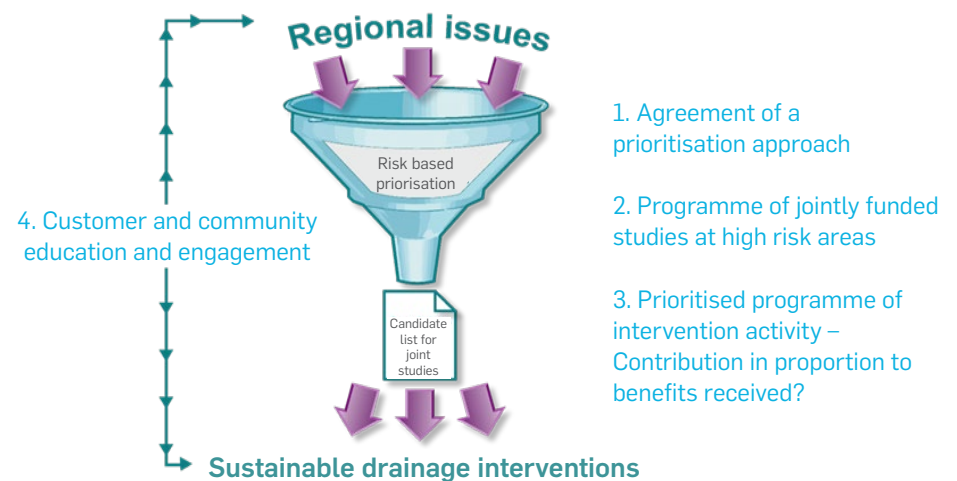 Regional issues
Risk based
priorisation
Candidate
list for
joint
studies
Sustainable drainage interventions
4. Customer and community
education and engagement
1. Agreement of a
prioritisation approach
2. Programme of jointly funded
studies at high risk areas
3. Prioritised programme of
intervention activity –
Contribution in proportion to
benefits received?